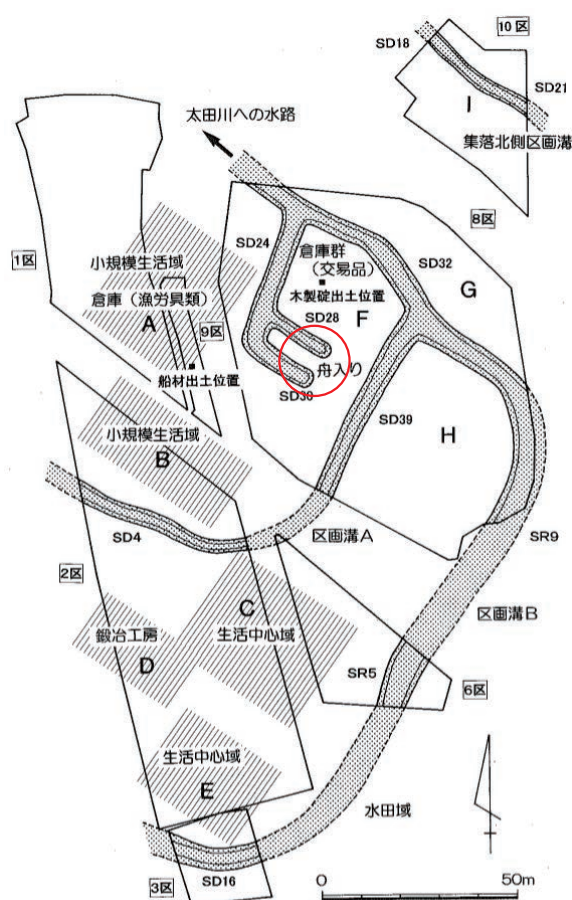 10区
SD18
SD21
I
集落北側区画溝
太田川への水路
8区
1区
小規模生活域
倉庫（漁労具類）
A
9区
船材出土位置
SD24
倉庫群
（交易品）
木製碇出土位置
SD28
F
舟入り
SD30
SD32
G
SD39
H
小規模生活域
B
SD4
区画溝A
SR9
2区
C
生活中心域
鍛冶工房
D
区画溝B
SR5
6区
生活中心域
E
水田域
3区
SD16
0
50m